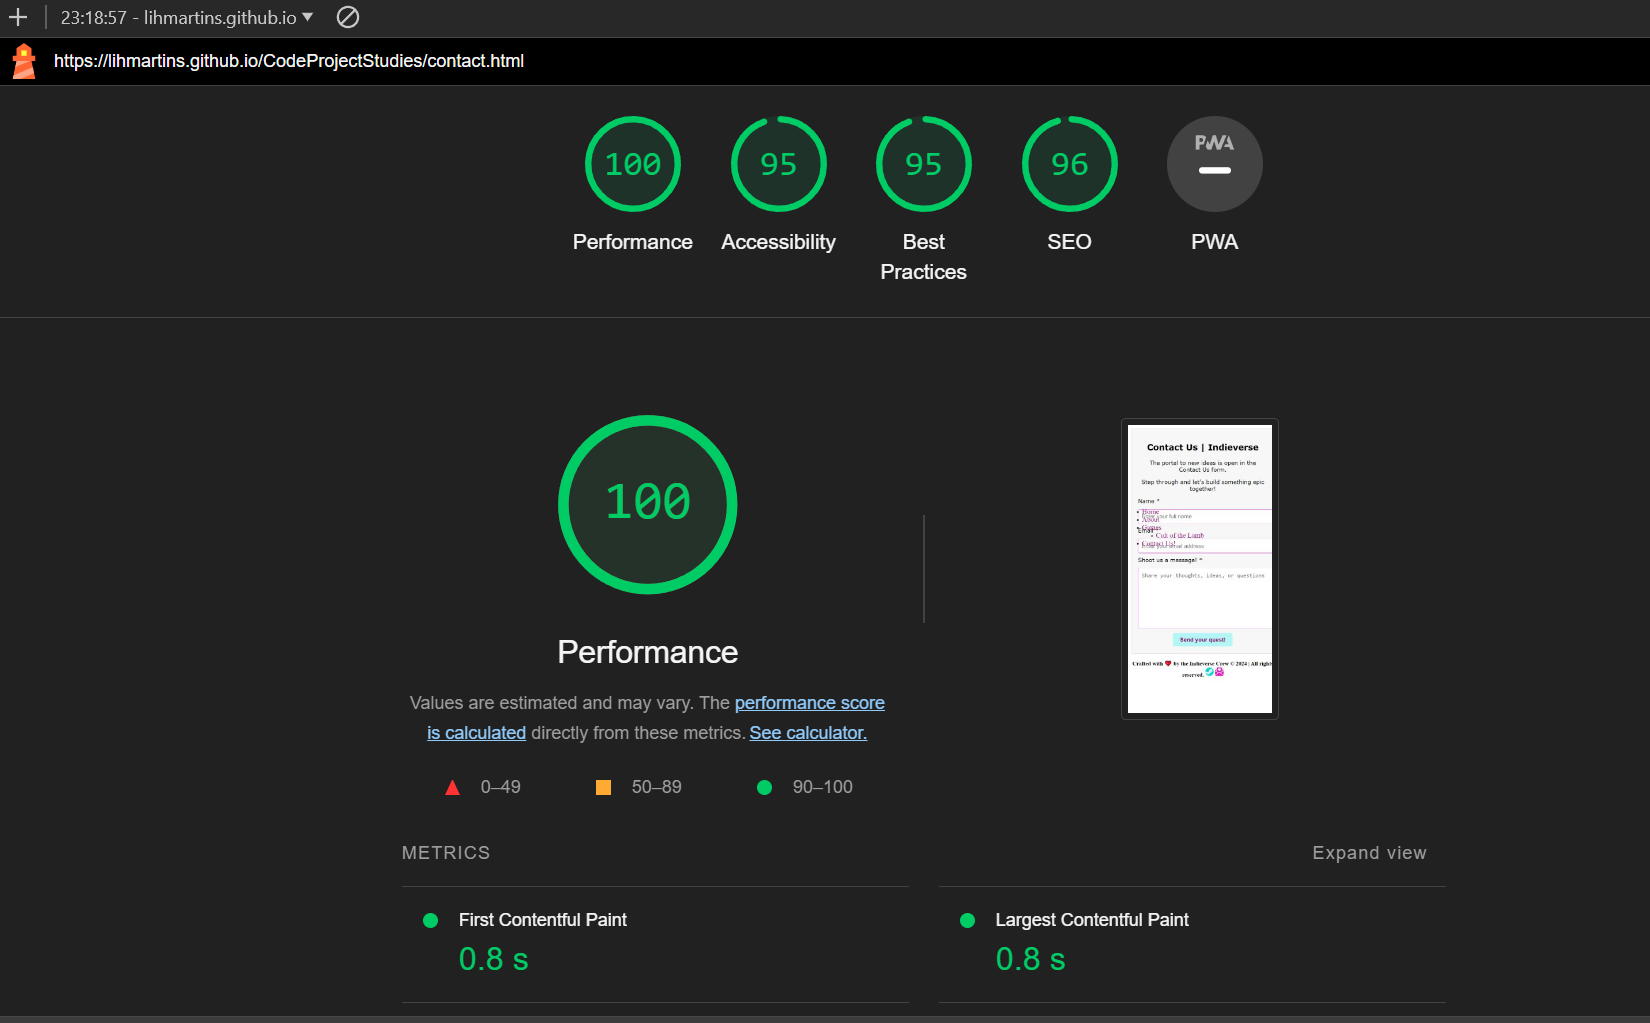 23:18:57 - lihmartins.github.io
https://lihmartins.github.io/CodeProjectStudies/contact.html
100
95
95
96
PWA
Performance
Accessibility
Best
Practices
SEO
PWA
100
Performance
Values are estimated and may vary. The performance score
is calculated directly from these metrics. See calculator.
0–49
50–89
90–100
Contact Us | Indieverse
The portal to new ideas is open in the
Contact Us form.
Step through and let's build something epic
together!
Name *
Home
Enter your full name
About
Games
Email
Cult of the Lamb
Contact Us!
Shoot us a message! *
Share your thoughts, ideas, or questions
Send your quest!
Crafted with ❤️ by the Indieverse Crew © 2024 | All rights
reserved.
METRICS
Expand view
First Contentful Paint
0.8 s
Largest Contentful Paint
0.8 s